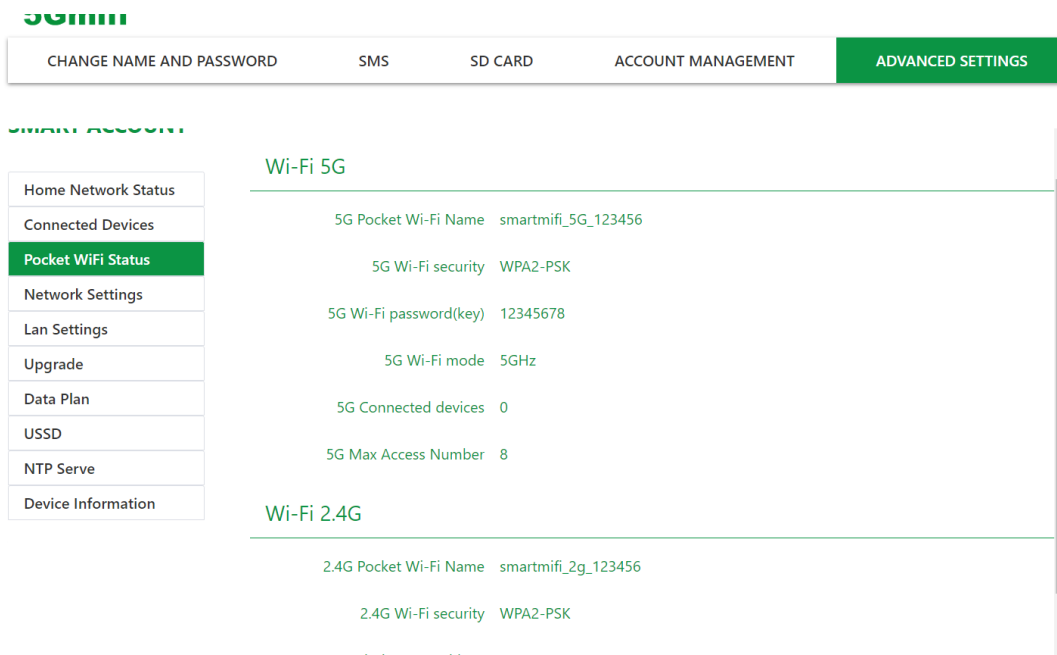 CHANGE NAME AND PASSWORD SMS SD CARD ACCOUNT MANAGEMENT ADVANCED SETTINGS
SMART ACCOUNT
Home Network Status
Connected Devices
Pocket WiFi Status
Network Settings
Lan Settings
Upgrade
Data Plan
USSD
NTP Serve
Device Information
Wi-Fi 5G
5G Pocket Wi-Fi Name smartmifi_5G_123456
5G Wi-Fi security WPA2-PSK
5G Wi-Fi password(key) 12345678
5G Wi-Fi mode 5GHz
5G Connected devices 0
5G Max Access Number 8
Wi-Fi 2.4G
2.4G Pocket Wi-Fi Name smartmifi_2g_123456
2.4G Wi-Fi security WPA2-PSK